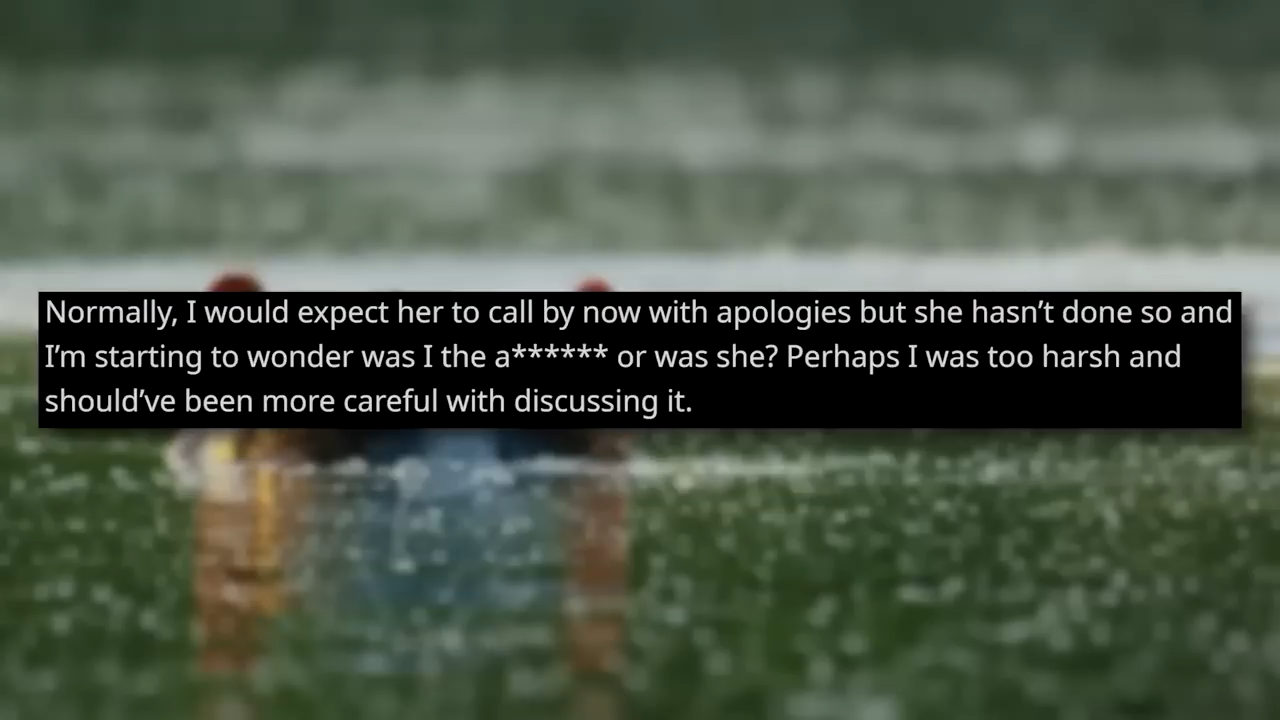 Normally, I would expect her to call by now with apologies but she hasn’t done so and
I’m starting to wonder was I the a****** or was she? Perhaps I was too harsh and
should’ve been more careful with discussing it.